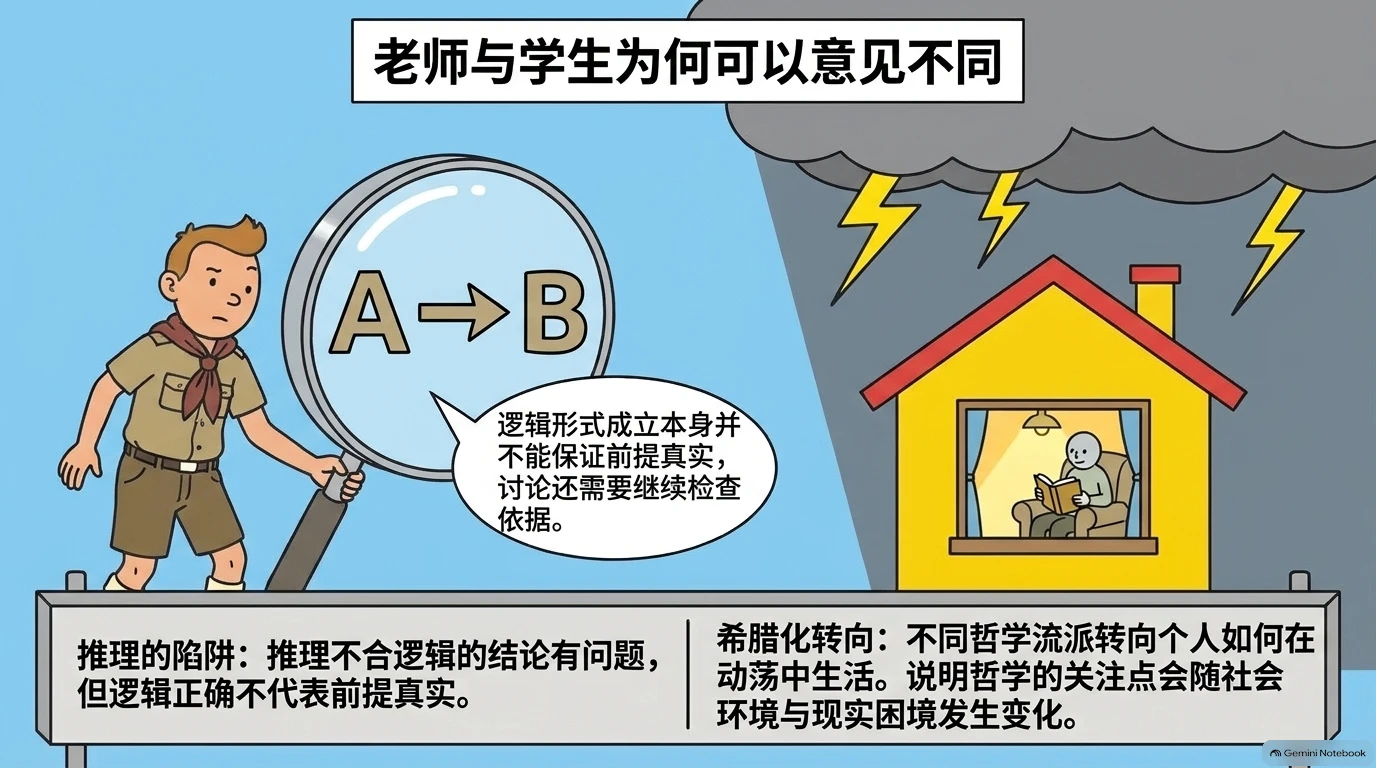 老师与学生为何可以意见不同
A→B
逻辑形式成立本身并
不能保证前提真实，
讨论还需要继续检查
依据。
推理的陷阱：推理不合逻辑的结论有问题，
但逻辑正确不代表前提真实。
希腊化转向：不同哲学流派转向个人如何在
动荡中生活。说明哲学的关注点会随社会
环境与现实困境发生变化。
Gemini Notebook